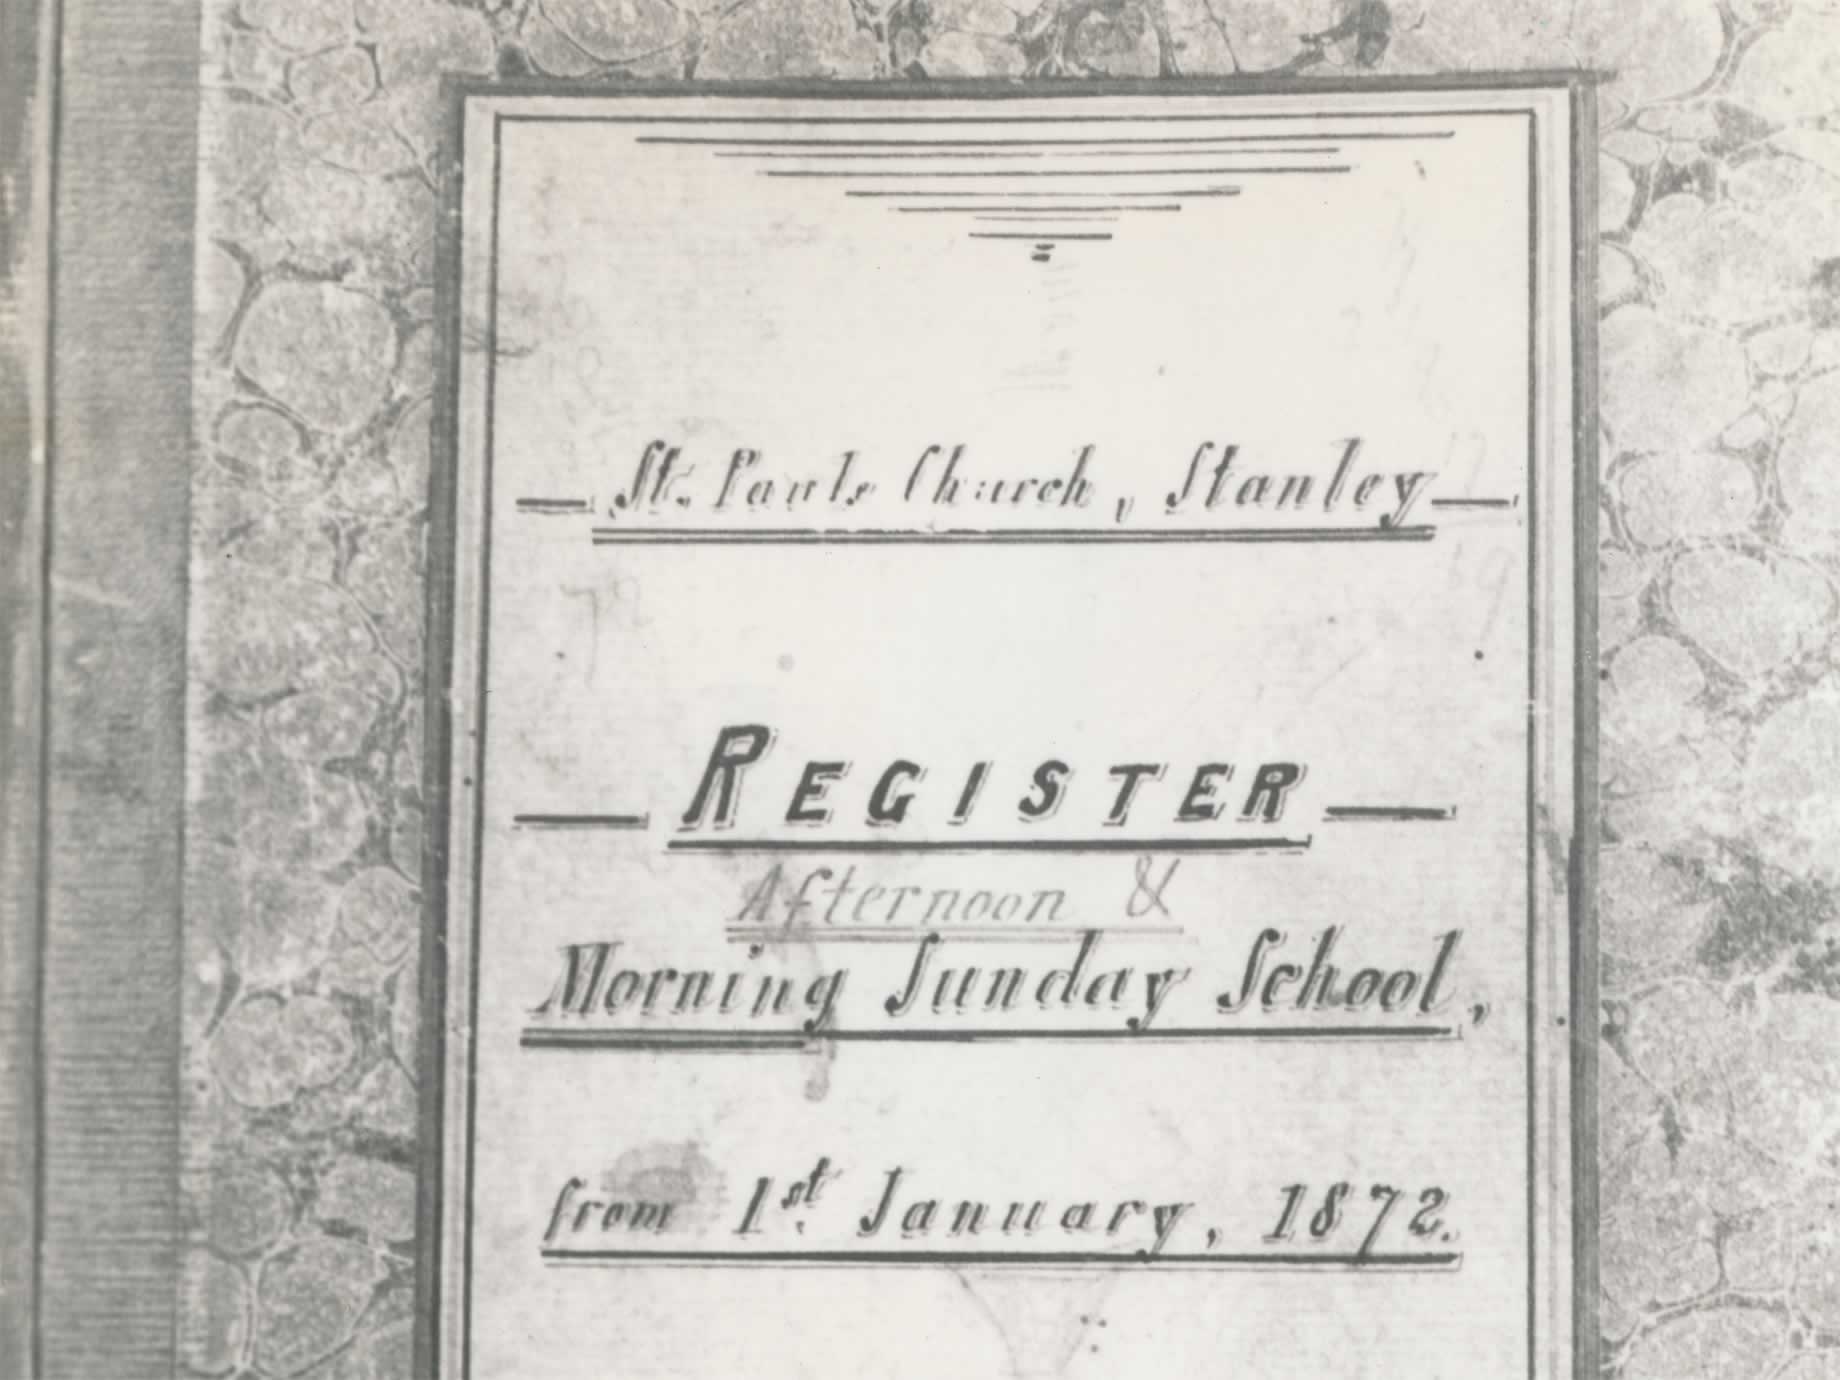 St. Pauls Church, Stanley
REGISTER
Afternoon &
Morning Sunday School,
from 1st January, 1872.